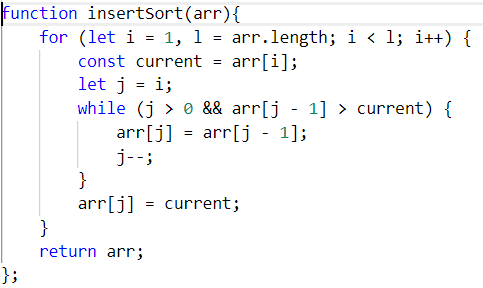 function insertSort(arr){
    for (let i = 1, l = arr.length; i < l; i++) {
        const current = arr[i];
        let j = i;
        while (j > 0 && arr[j - 1] > current) {
            arr[j] = arr[j - 1];
            j--;
        }
        arr[j] = current;
    }
    return arr;
};